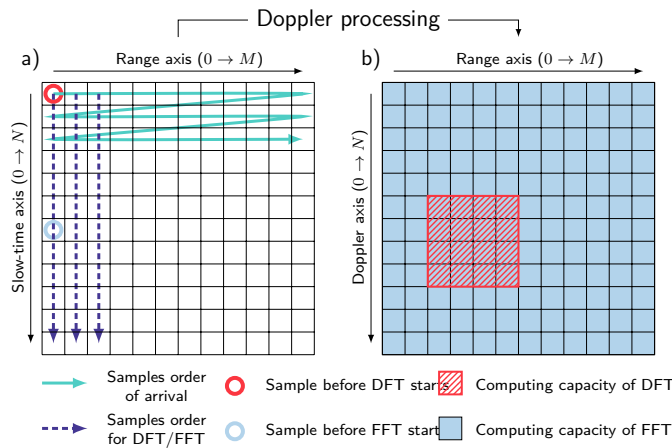 Doppler processing
a)
Range axis (0 → M)
b)
Range axis (0 → M)
Slow-time axis (0 → N)
Doppler axis (0 → N)
Samples order
of arrival
Sample before DFT starts
Computing capacity of DFT
Samples order
for DFT/FFT
Sample before FFT start
Computing capacity of FFT